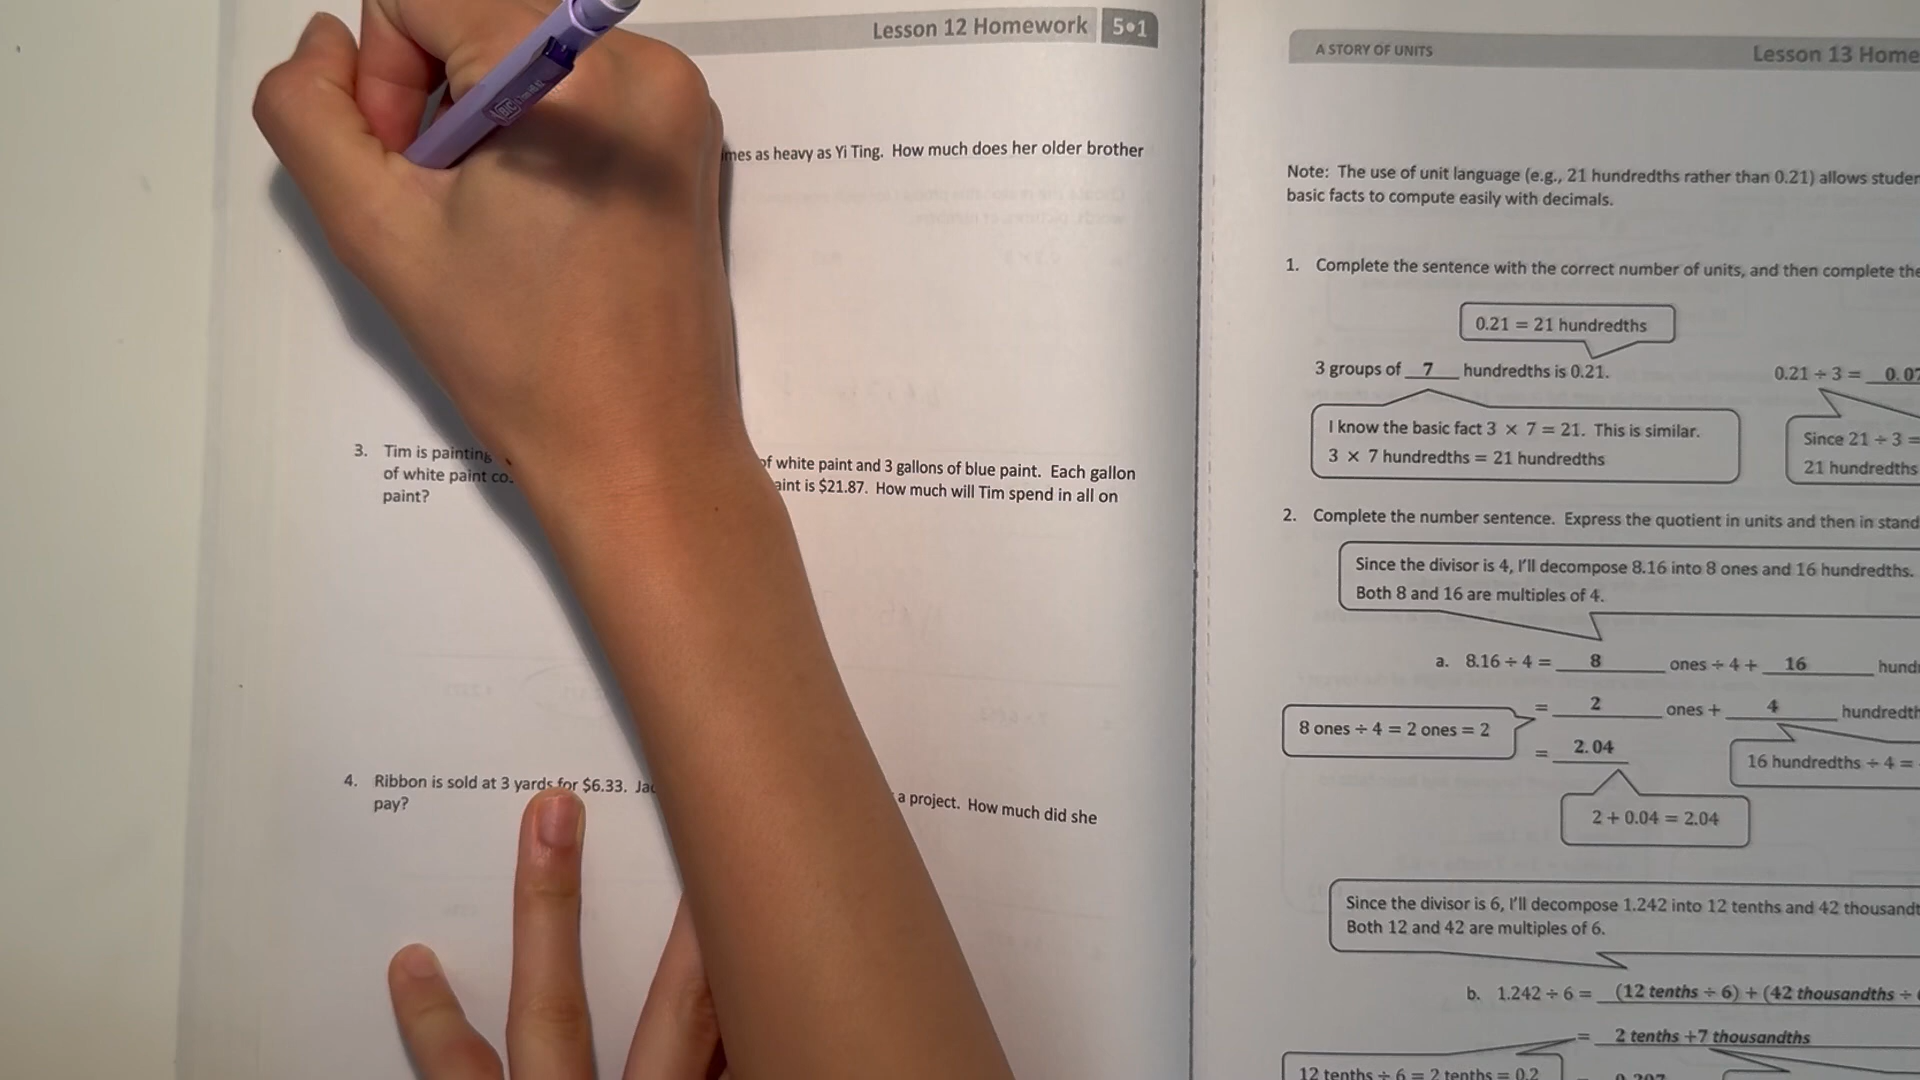 Lesson 12 Homework 5•1
as heavy as Yi Ting. How much does her older brother
3. Tim is painting of white paint and 3 gallons of blue paint. Each gallon
of white paint is $21.87. How much will Tim spend in all on
paint?
4. Ribbon is sold at 3 yards for $6.33. a project. How much did she
pay?
BIC
A STORY OF UNITS Lesson 13
Note: The use of unit language (e.g., 21 hundredths rather than 0.21) allows
basic facts to compute easily with decimals.
1. Complete the sentence with the correct number of units, and then complete the
0.21 = 21 hundredths
3 groups of 7 hundredths is 0.21. 0.21 ÷ 3 =
I know the basic fact 3 × 7 = 21. This is similar.
3 × 7 hundredths = 21 hundredths
Since 21 ÷ 3 =
21 hundredths
2. Complete the number sentence. Express the quotient in units and then in
Since the divisor is 4, I'll decompose 8.16 into 8 ones and 16 hundredths.
Both 8 and 16 are multiples of 4.
a. 8.16 ÷ 4 = 8 ones ÷ 4 + 16
= 2 ones + 4
8 ones ÷ 4 = 2 ones = 2
= 2.04
16 hundredths ÷ 4 =
2 + 0.04 = 2.04
Since the divisor is 6, I'll decompose 1.242 into 12 tenths and 42
Both 12 and 42 are multiples of 6.
b. 1.242 ÷ 6 = (12 tenths ÷ 6) + (42 thousandths ÷
= 2 tenths +7 thousandths
12 tenths ÷ 6 = 2 tenths = 0.2